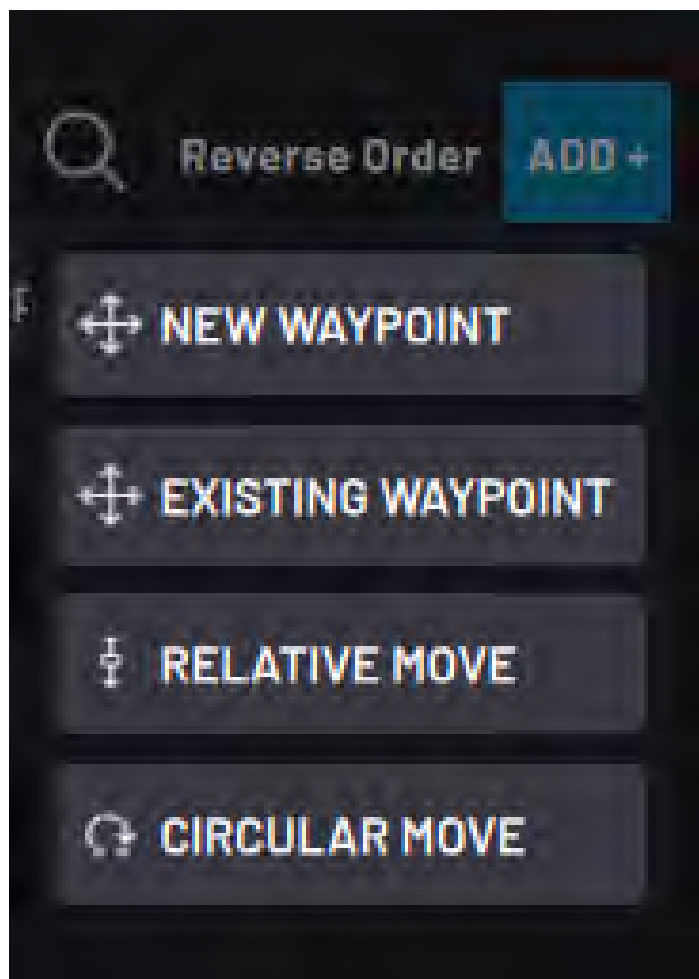 Reverse Order ADD +
NEW WAYPOINT
EXISTING WAYPOINT
RELATIVE MOVE
CIRCULAR MOVE